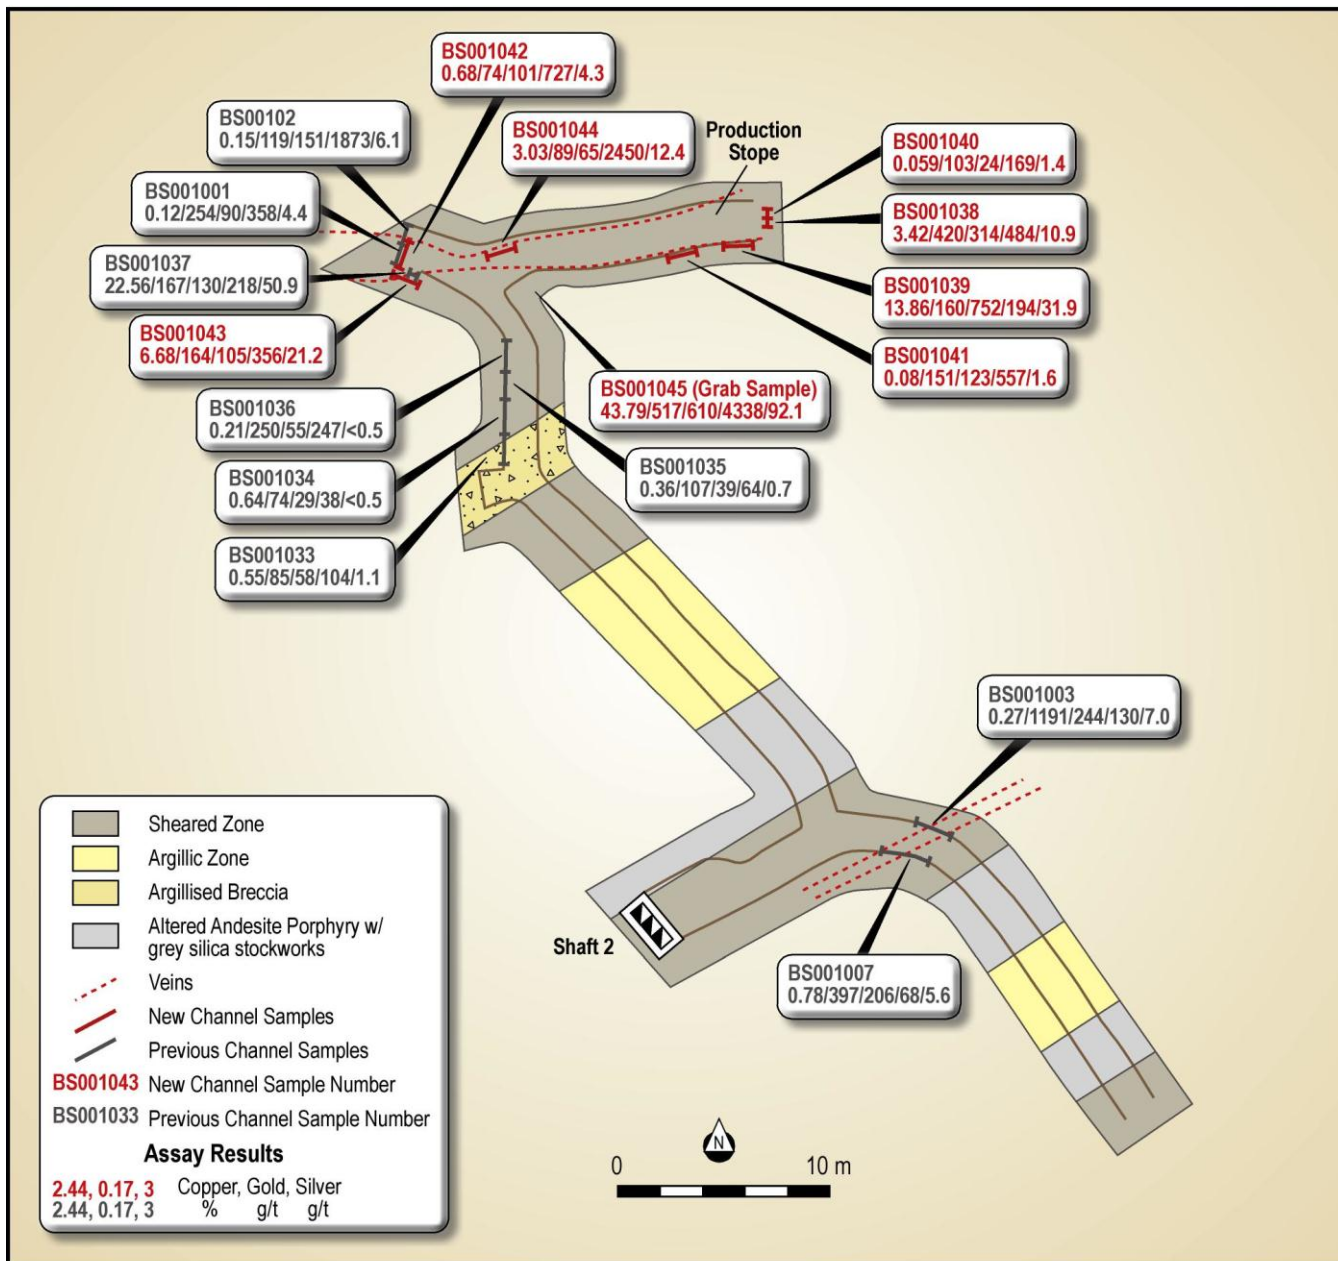 BS001042
0.68/74/101/727/4.3
BS00102
0.15/119/151/1873/6.1
BS001044
3.03/89/65/2450/12.4
Production
Stope
BS001040
0.059/103/24/169/1.4
BS001001
0.12/254/90/358/4.4
BS001038
3.42/420/314/484/10.9
BS001037
22.56/167/130/218/50.9
BS001039
13.86/160/752/194/31.9
BS001043
6.68/164/105/356/21.2
BS001041
0.08/151/123/557/1.6
BS001045 (Grab Sample)
43.79/517/610/4338/92.1
BS001036
0.21/250/55/247/<0.5
BS001035
0.36/107/39/64/0.7
BS001034
0.64/74/29/38/<0.5
BS001033
0.55/85/58/104/1.1
BS001003
0.27/1191/244/130/7.0
Shaft 2
BS001007
0.78/397/206/68/5.6
Sheared Zone
Argillic Zone
Argillised Breccia
Altered Andesite Porphyry w/
grey silica stockworks
Veins
New Channel Samples
Previous Channel Samples
BS001043 New Channel Sample Number
BS001033 Previous Channel Sample Number
Assay Results
2.44, 0.17, 3 Copper, Gold, Silver
2.44, 0.17, 3 % g/t g/t
N
0 10 m